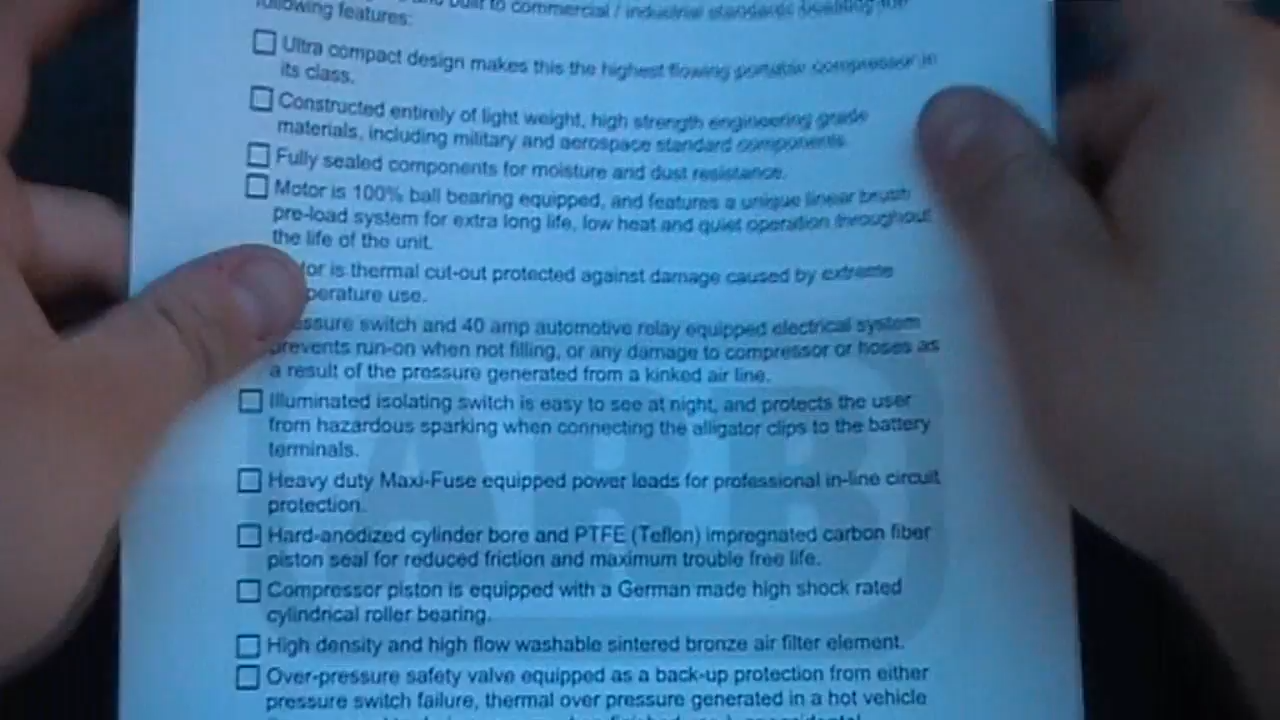 built to commercial / industrial standards
following features:
Ultra compact design makes this the highest flowing portable compressor in
its class.
Constructed entirely of light weight, high strength engineering grade
materials, including military and aerospace standard components.
Fully sealed components for moisture and dust resistance.
Motor is 100% ball bearing equipped, and features a unique linear brush
pre-load system for extra long life, low heat and quiet operation throughout
the life of the unit.
is thermal cut-out protected against damage caused by extreme
use.
switch and 40 amp automotive relay equipped electrical system
prevents run-on when not filling, or any damage to compressor or hoses as
a result of the pressure generated from a kinked air line.
Illuminated isolating switch is easy to see at night, and protects the user
from hazardous sparking when connecting the alligator clips to the battery
terminals.
Heavy duty Maxi-Fuse equipped power leads for professional in-line circuit
protection.
Hard-anodized cylinder bore and PTFE (Teflon) impregnated carbon fiber
piston seal for reduced friction and maximum trouble free life.
Compressor piston is equipped with a German made high shock rated
cylindrical roller bearing.
High density and high flow washable sintered bronze air filter element.
Over-pressure safety valve equipped as a back-up protection from either
pressure switch failure, thermal over pressure generated in a hot vehicle
ARB